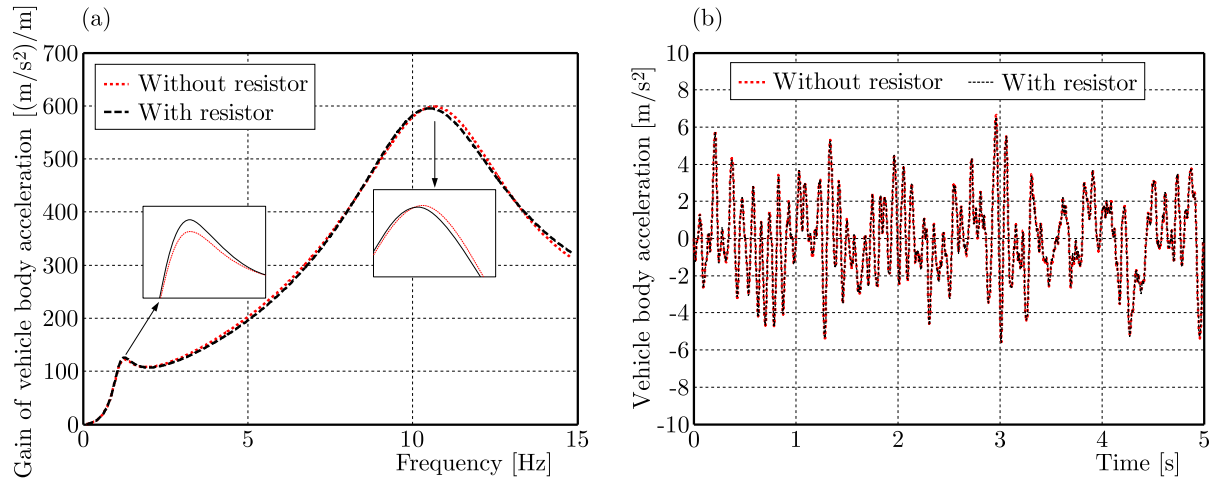 (a)
Gain of vehicle body acceleration [(m/s²)/m]
700
600
500
400
300
200
100
0
Without resistor
With resistor
0
5
10
15
Frequency [Hz]
(b)
Vehicle body acceleration [m/s²]
10
8
6
4
2
0
-2
-4
-6
-8
-10
Without resistor
With resistor
0
1
2
3
4
5
Time [s]